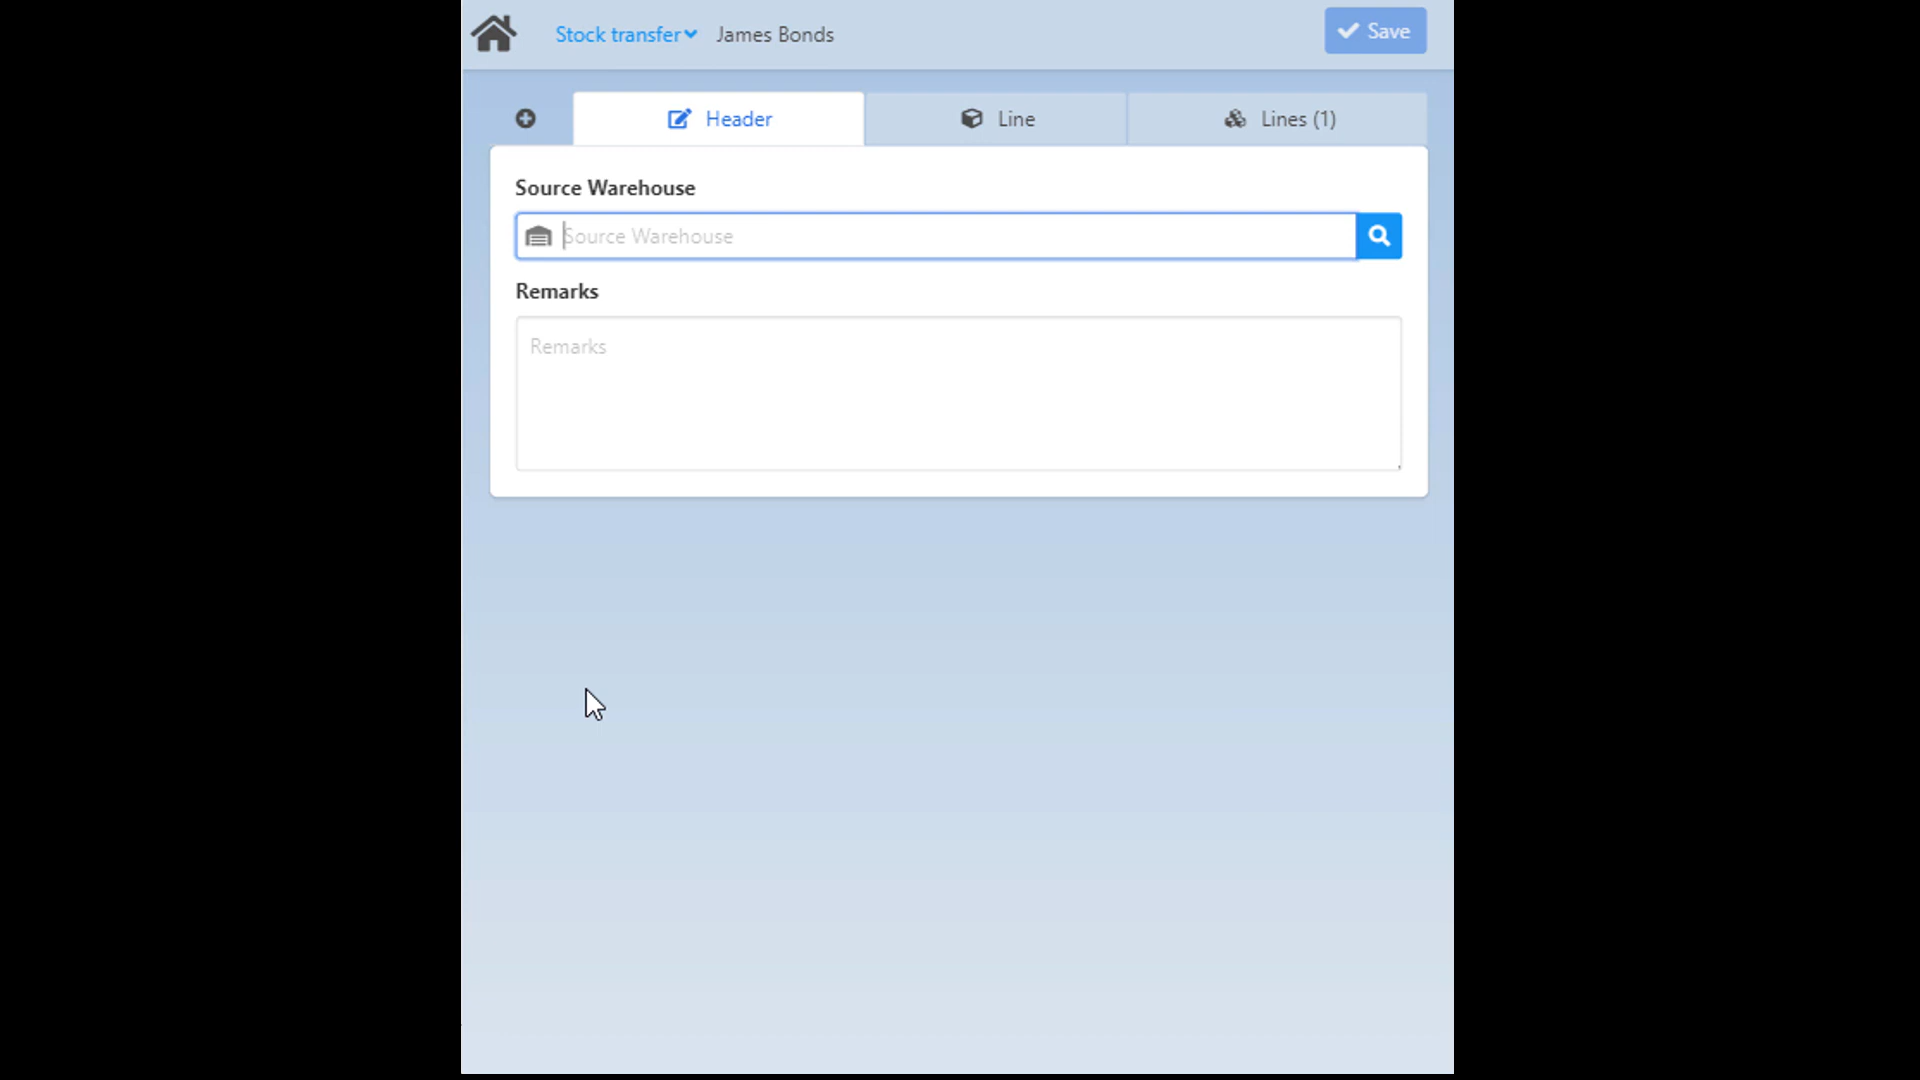 Stock transfer James Bonds Save
Header Line Lines (1)
Source Warehouse
Source Warehouse
Remarks
Remarks